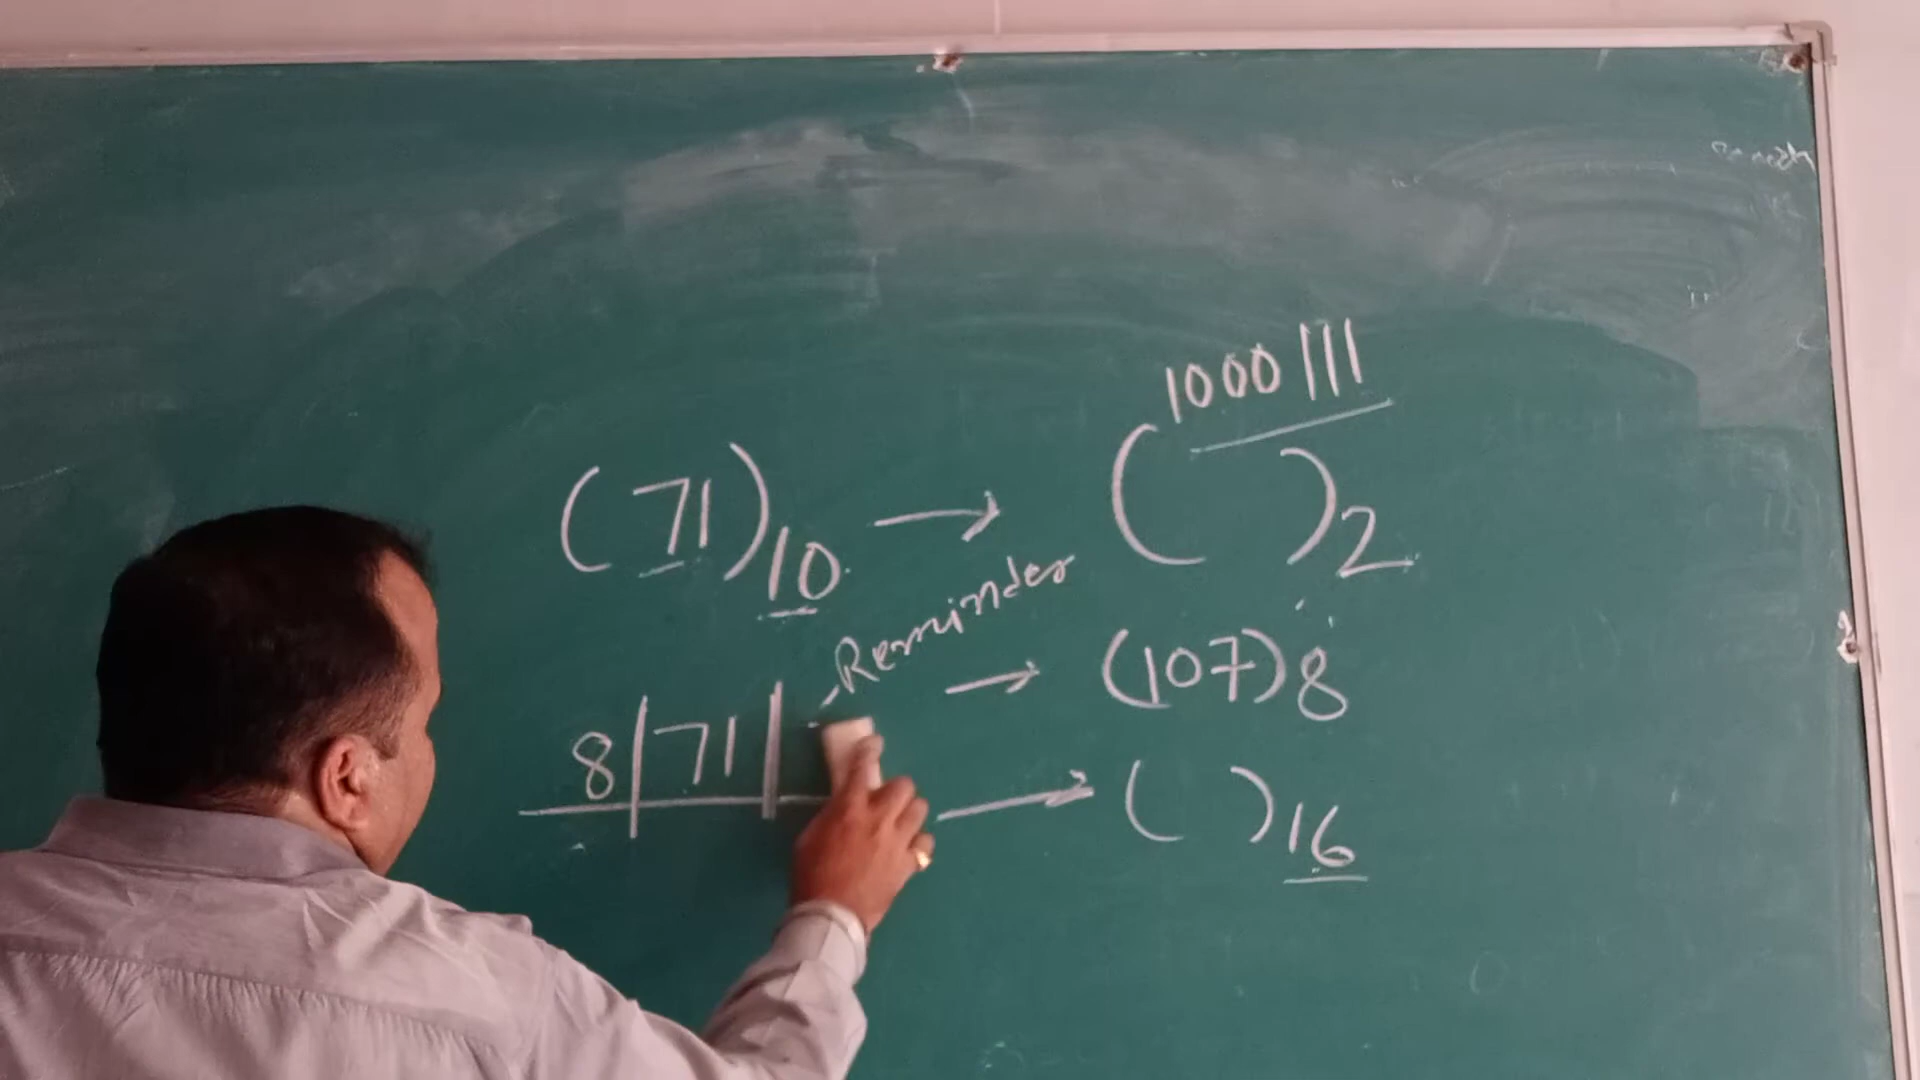 1000111
(71)10 → ( )2
Reminder
→ (107)8
8|71|
→ ( )16